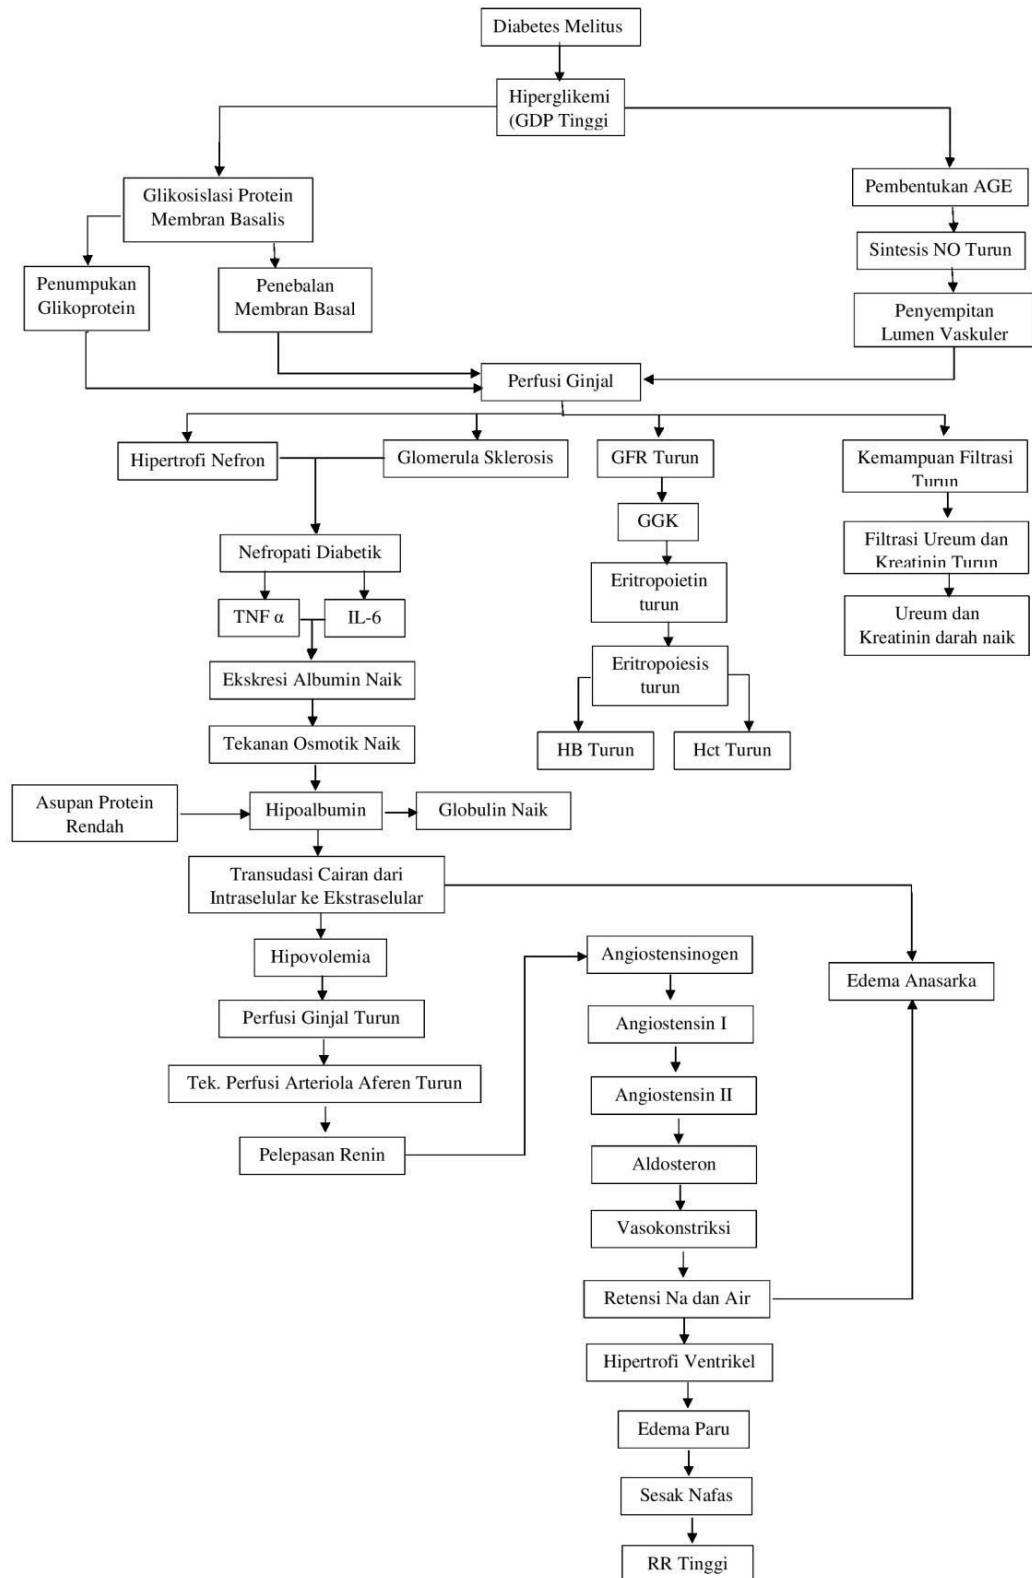 Diabetes Melitus
Hiperglikemi
(GDP Tinggi
Glikosislasi Protein
Membran Basalis
Pembentukan AGE
Sintesis NO Turun
Penumpukan
Glikoprotein
Penebalan
Membran Basal
Penyempitan
Lumen Vaskuler
Perfusi Ginjal
Hipertrofi Nefron
Glomerula Sklerosis
GFR Turun
Kemampuan Filtrasi
Turun
GGK
Nefropati Diabetik
Filtrasi Ureum dan
Kreatinin Turun
Eritropoietin
turun
TNF α
IL-6
Ureum dan
Kreatinin darah naik
Eritropoiesis
turun
Ekskresi Albumin Naik
Tekanan Osmotik Naik
HB Turun
Hct Turun
Asupan Protein
Rendah
Hipoalbumin
Globulin Naik
Transudasi Cairan dari
Intraselular ke Ekstraselular
Hipovolemia
Angiostensinogen
Edema Anasarka
Perfusi Ginjal Turun
Angiostensin I
Tek. Perfusi Arteriola Aferen Turun
Angiostensin II
Pelepasan Renin
Aldosteron
Vasokonstriksi
Retensi Na dan Air
Hipertrofi Ventrikel
Edema Paru
Sesak Nafas
RR Tinggi